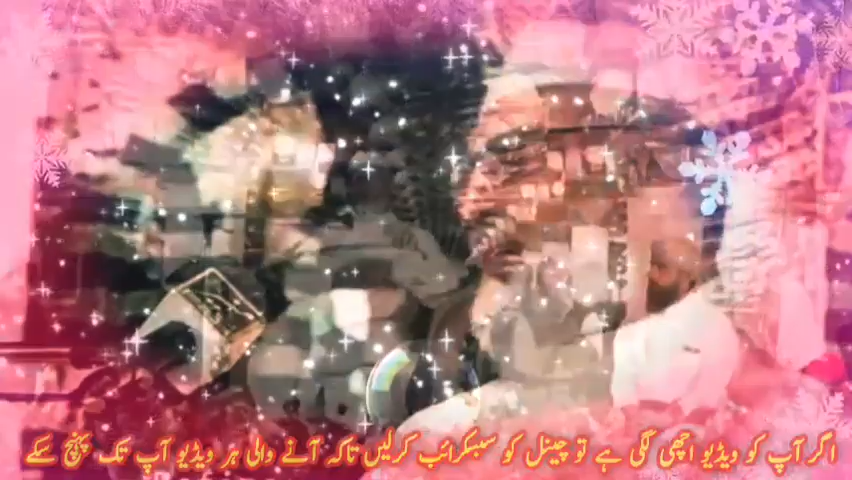 اگر آپ کو ویڈیو اچھی لگی ہے تو چینل کو سبسکرائب کرلیں تاکہ آنے والی ہر ویڈیو آپ تک پہنچ سکے